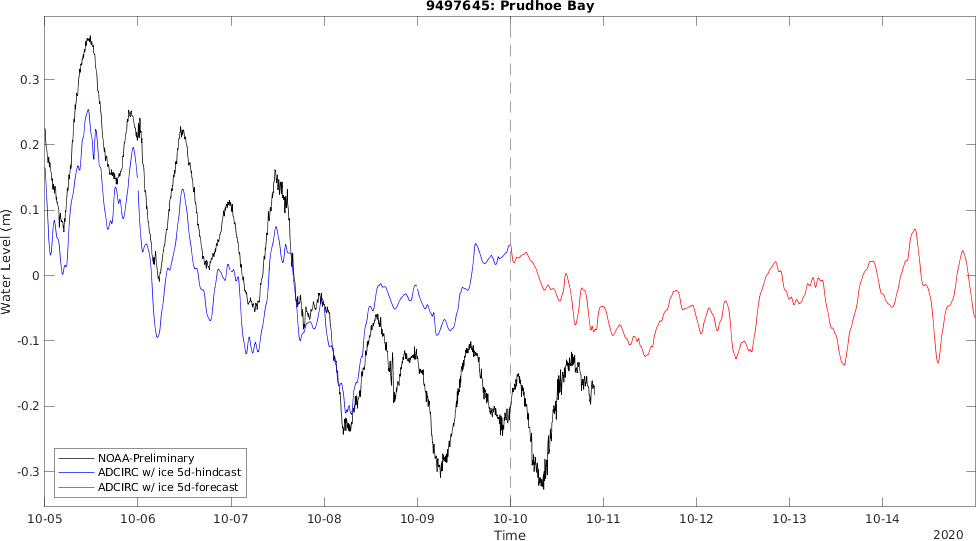 9497645: Prudhoe Bay
Water Level (m)
0.3
0.2
0.1
0
-0.1
-0.2
-0.3
NOAA-Preliminary
ADCIRC w/ ice 5d-hindcast
ADCIRC w/ ice 5d-forecast
10-05 10-06 10-07 10-08 10-09 10-10 10-11 10-12 10-13 10-14
Time
2020